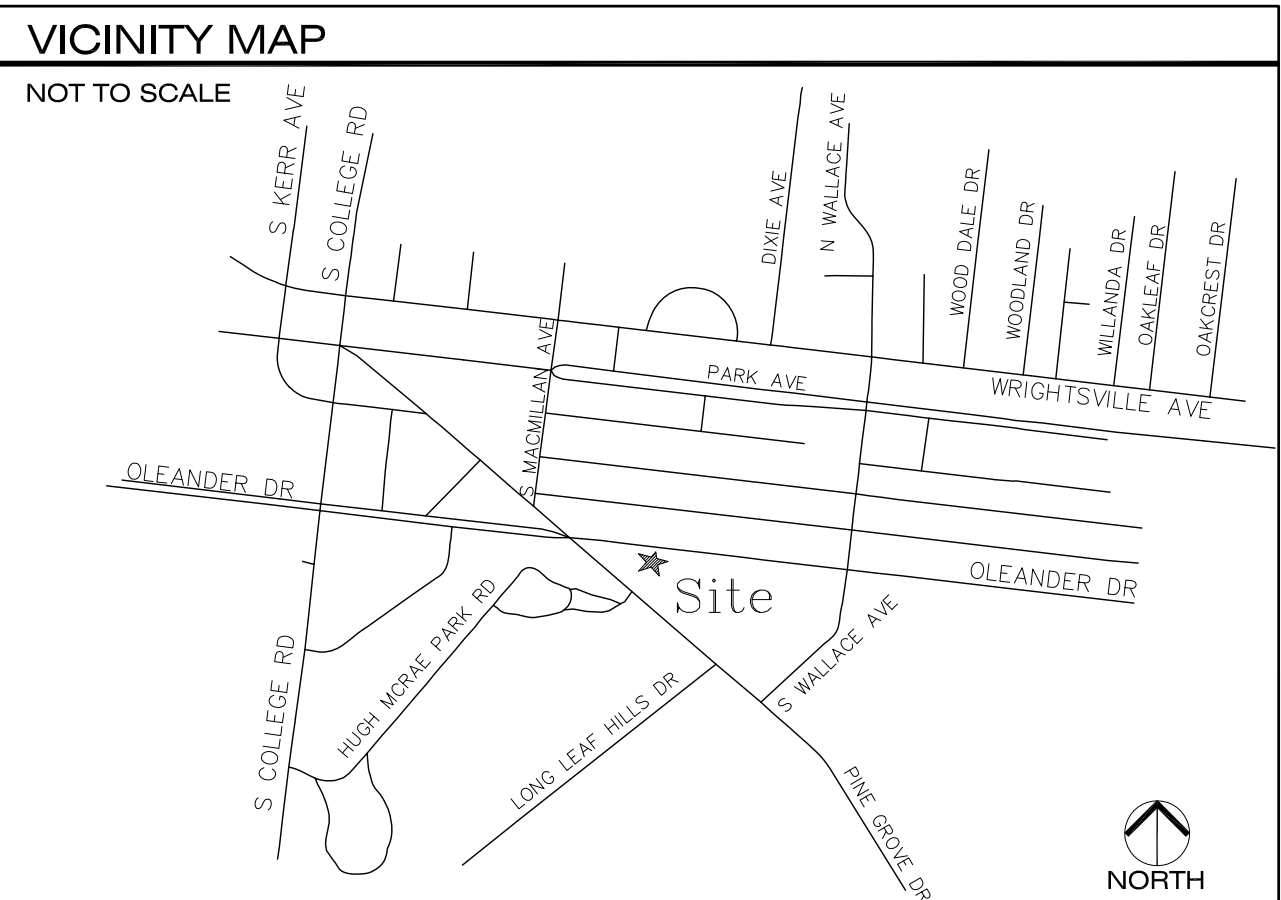 VICINITY MAP
NOT TO SCALE
S KERR AVE
S COLLEGE RD
DIXIE AVE
N WALLACE AVE
WOOD DALE DR
WOODLAND DR
WILLANDA DR
OAKLEAF DR
OAKCREST DR
S MACMILLAN AVE
PARK AVE
WRIGHTSVILLE AVE
OLEANDER DR
OLEANDER DR
Site
HUGH MCRAE PARK RD
S WALLACE AVE
S COLLEGE RD
LONG LEAF HILLS DR
PINE GROVE DR
NORTH